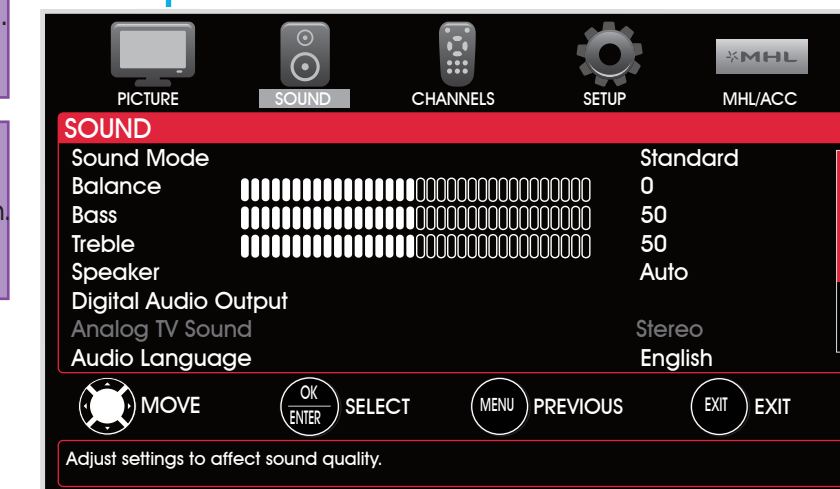 MHL
PICTURE SOUND CHANNELS SETUP MHL/ACC
SOUND
Sound Mode Standard
Balance 0
Bass 50
Treble 50
Speaker Auto
Digital Audio Output
Analog TV Sound Stereo
Audio Language English
MOVE OK ENTER SELECT MENU PREVIOUS EXIT EXIT
Adjust settings to affect sound quality.